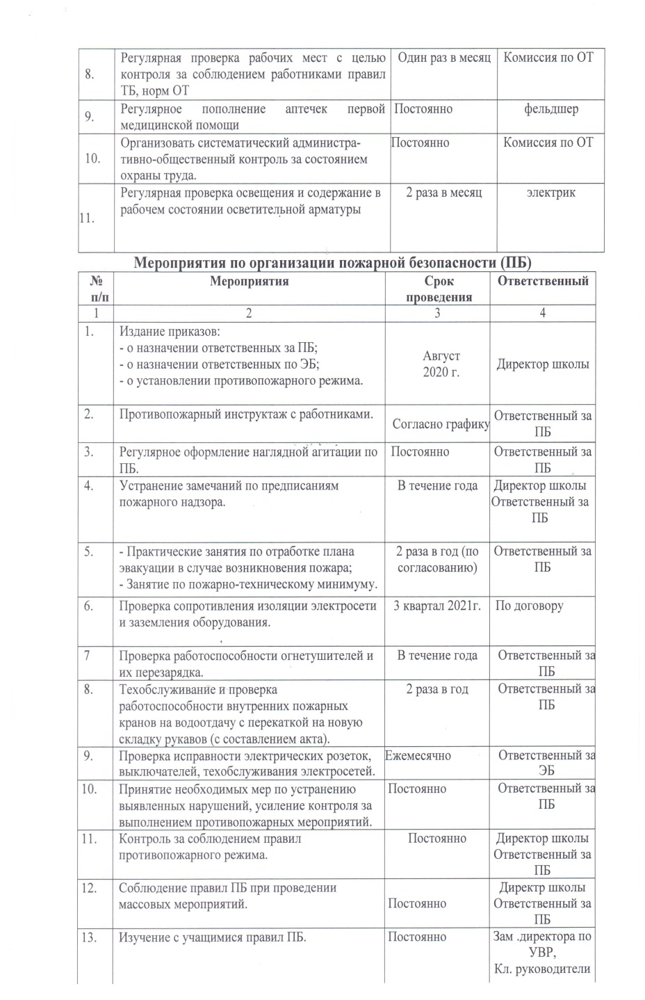 8.
Регулярная проверка рабочих мест с целью
контроля за соблюдением работниками правил
ТБ, норм ОТ
Один раз в месяц
Комиссия по ОТ
9.
Регулярное пополнение аптечек первой
медицинской помощи
Постоянно
фельдшер
10.
Организовать систематический администра-
тивно-общественный контроль за состоянием
охраны труда.
Постоянно
Комиссия по ОТ
11.
Регулярная проверка освещения и содержание в
рабочем состоянии осветительной арматуры
2 раза в месяц
электрик
Мероприятия по организации пожарной безопасности (ПБ)
№
п/п
Мероприятия
Срок
проведения
Ответственный
1
2
3
4
1.
Издание приказов:
- о назначении ответственных за ПБ;
- о назначении ответственных по ЭБ;
- о установлении противопожарного режима.
Август
2020 г.
Директор школы
2.
Противопожарный инструктаж с работниками.
Согласно графику
Ответственный за
ПБ
3.
Регулярное оформление наглядной агитации по
ПБ.
Постоянно
Ответственный за
ПБ
4.
Устранение замечаний по предписаниям
пожарного надзора.
В течение года
Директор школы
Ответственный за
ПБ
5.
- Практические занятия по отработке плана
эвакуации в случае возникновения пожара;
- Занятие по пожарно-техническому минимуму.
2 раза в год (по
согласованию)
Ответственный за
ПБ
6.
Проверка сопротивления изоляции электросети
и заземления оборудования.
3 квартал 2021г.
По договору
7
Проверка работоспособности огнетушителей и
их перезарядка.
В течение года
Ответственный за
ПБ
8.
Техобслуживание и проверка
работоспособности внутренних пожарных
кранов на водоотдачу с перекаткой на новую
складку рукавов (с составлением акта).
2 раза в год
Ответственный за
ПБ
9.
Проверка исправности электрических розеток,
выключателей, техобслуживания электросетей.
Ежемесячно
Ответственный за
ЭБ
10.
Принятие необходимых мер по устранению
выявленных нарушений, усиление контроля за
выполнением противопожарных мероприятий.
Постоянно
Ответственный за
ПБ
11.
Контроль за соблюдением правил
противопожарного режима.
Постоянно
Директор школы
Ответственный за
ПБ
12.
Соблюдение правил ПБ при проведении
массовых мероприятий.
Постоянно
Директр школы
Ответственный за
ПБ
13.
Изучение с учащимися правил ПБ.
Постоянно
Зам .директора по
УВР,
Кл. руководители